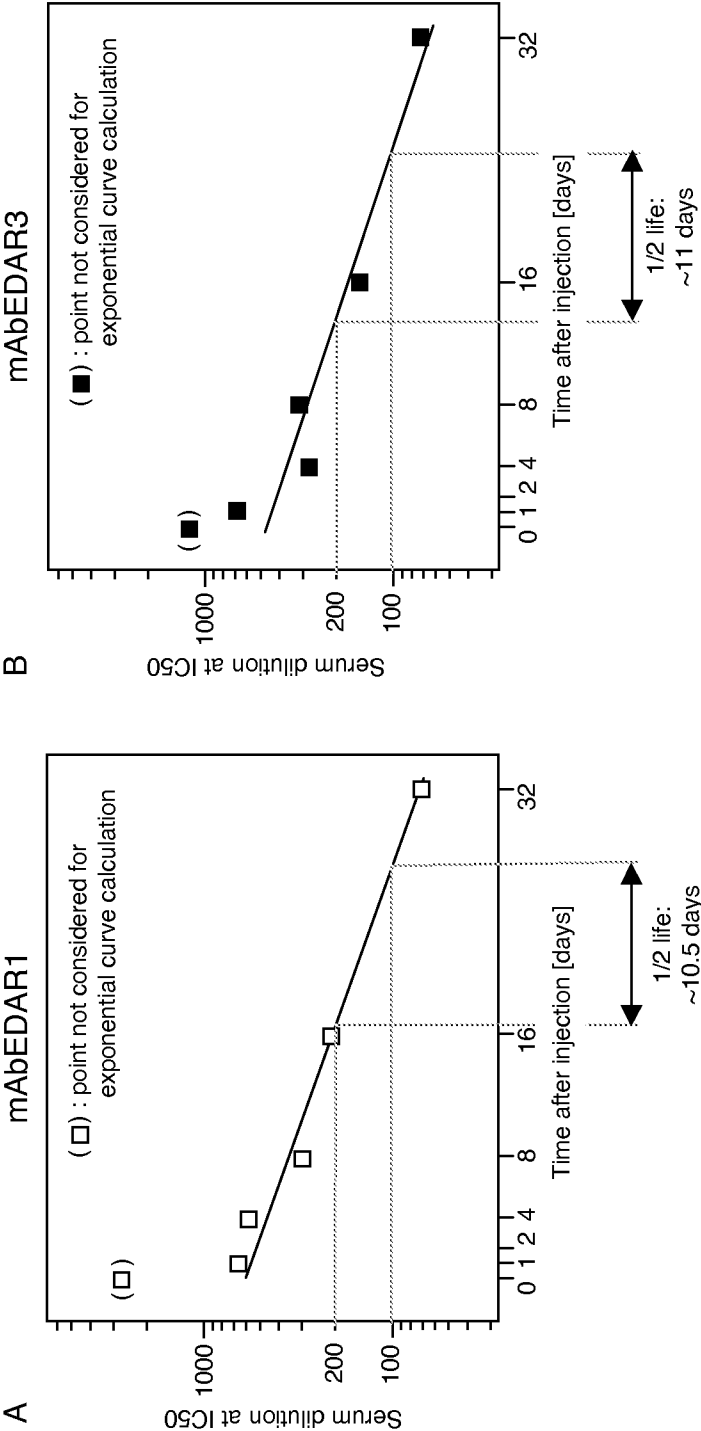 A
mAbEDAR1
( ) : point not considered for
exponential curve calculation
( )
Serum dilution at IC50
1000
200
100
0 1 2 4 8 16 32
Time after injection [days]
1/2 life:
~10.5 days
B
mAbEDAR3
( ) : point not considered for
exponential curve calculation
( )
Serum dilution at IC50
1000
200
100
0 1 2 4 8 16 32
Time after injection [days]
1/2 life:
~11 days